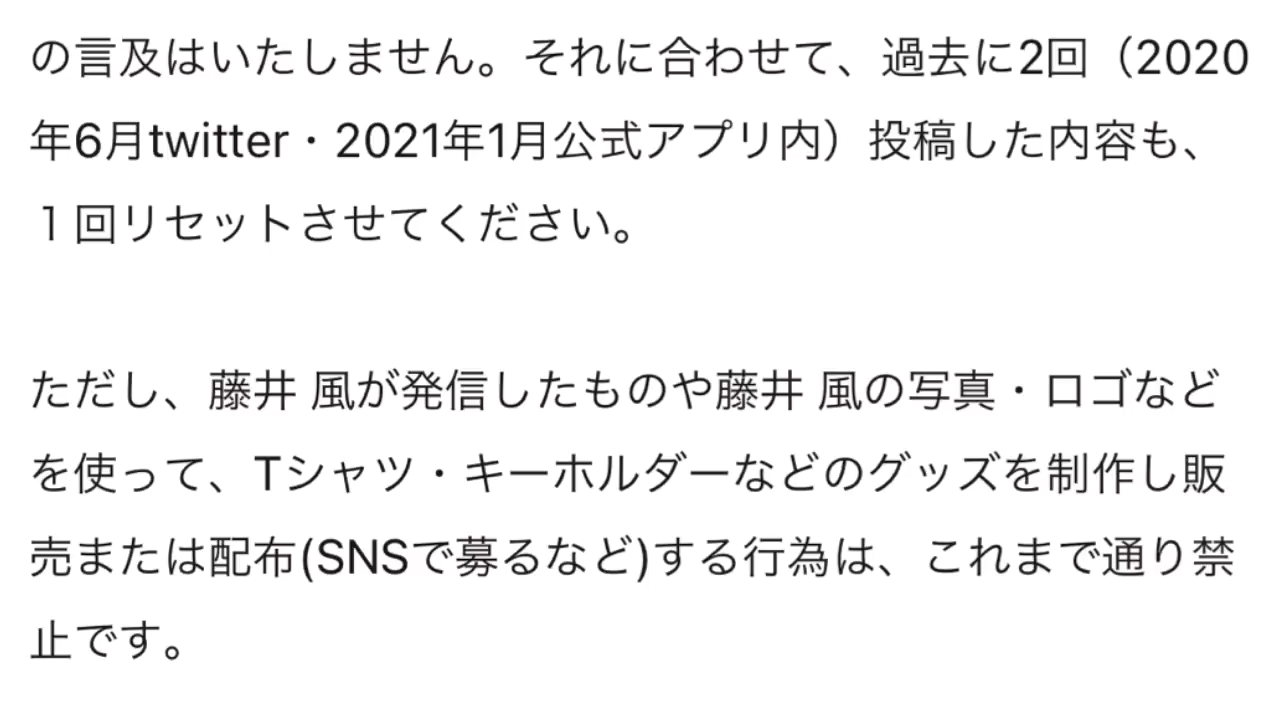 の言及はいたしません。それに合わせて、過去に2回（2020
年6月twitter・2021年1月公式アプリ内）投稿した内容も、
１回リセットさせてください。
ただし、藤井 風が発信したものや藤井 風の写真・ロゴなど
を使って、Tシャツ・キーホルダーなどのグッズを制作し販
売または配布(SNSで募るなど)する行為は、これまで通り禁
止です。